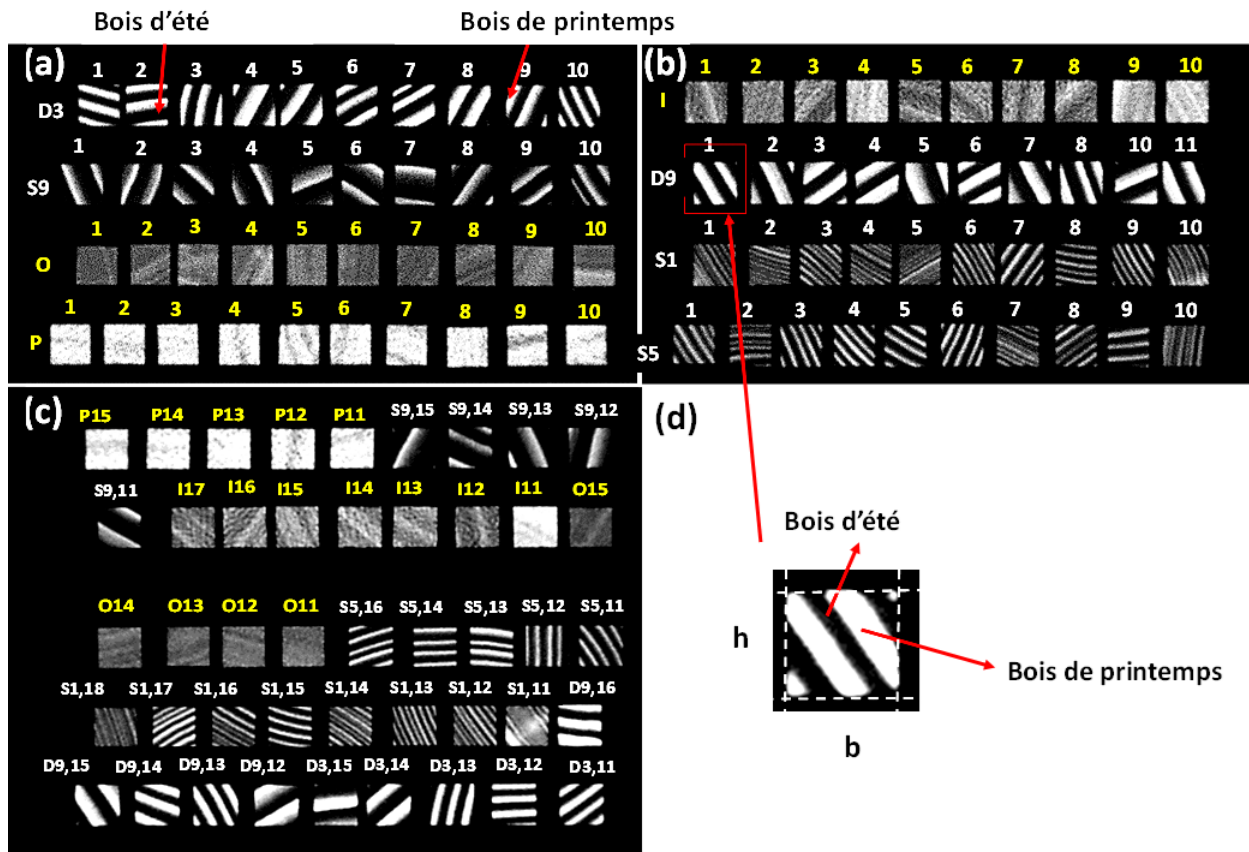 Bois d'été Bois de printemps
(a)
1 2 3 4 5 6 7 8 9 10
D3
1 2 3 4 5 6 7 8 9 10
S9
1 2 3 4 5 6 7 8 9 10
O
1 2 3 4 5 6 7 8 9 10
P
(b)
1 2 3 4 5 6 7 8 9 10
I
1 2 3 4 5 6 7 8 10 11
D9
1 2 3 4 5 6 7 8 9 10
S1
1 2 3 4 5 6 7 8 9 10
S5
(c)
P15 P14 P13 P12 P11 S9,15 S9,14 S9,13 S9,12
S9,11 I17 I16 I15 I14 I13 I12 I11 O15
O14 O13 O12 O11 S5,16 S5,14 S5,13 S5,12 S5,11
S1,18 S1,17 S1,16 S1,15 S1,14 S1,13 S1,12 S1,11 D9,16
D9,15 D9,14 D9,13 D9,12 D3,15 D3,14 D3,13 D3,12 D3,11
(d)
Bois d'été
h
Bois de printemps
b